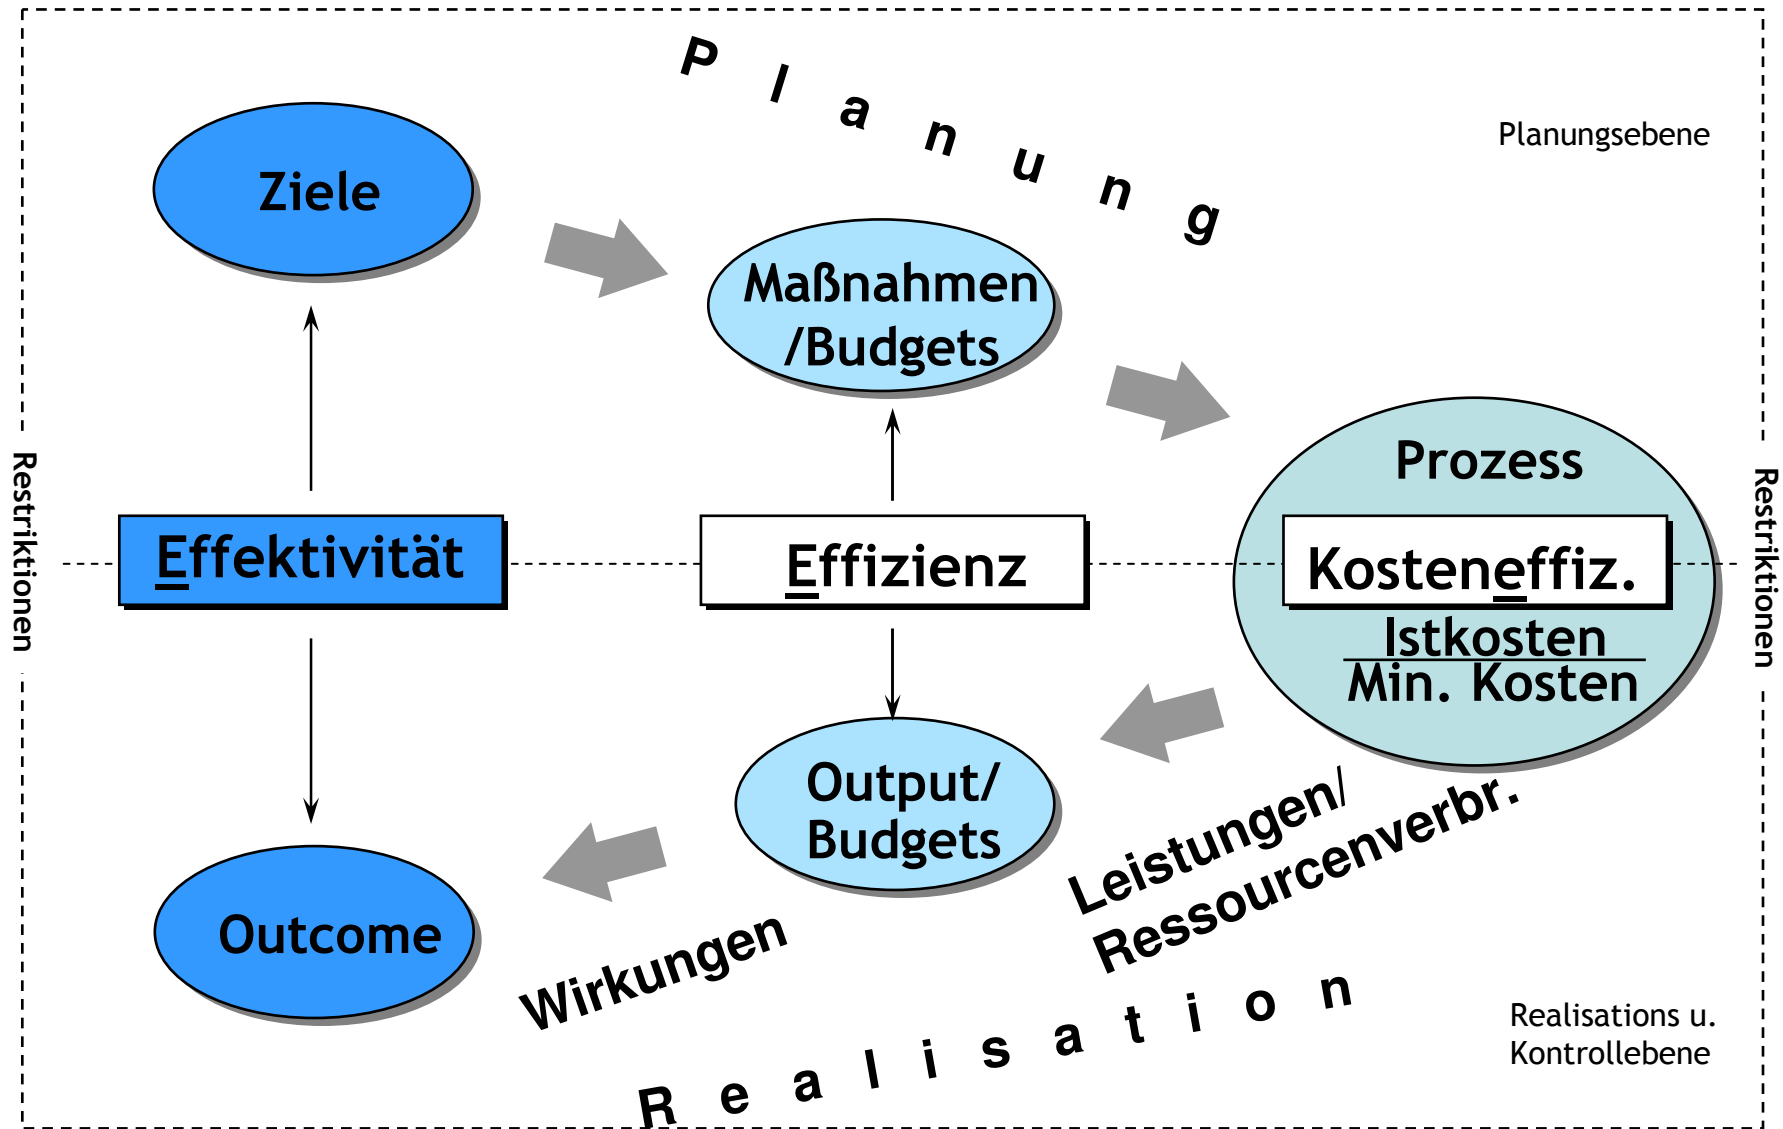 Planung
Planungsebene
Ziele
Maßnahmen
/Budgets
Prozess
Restriktionen
Effektivität
Effizienz
Kosteneffiz.
Restriktionen
Istkosten
Min. Kosten
Output/
Budgets
Leistungen/
Ressourcenverbr.
Outcome
Wirkungen
Realisation
Realisations u.
Kontrollebene